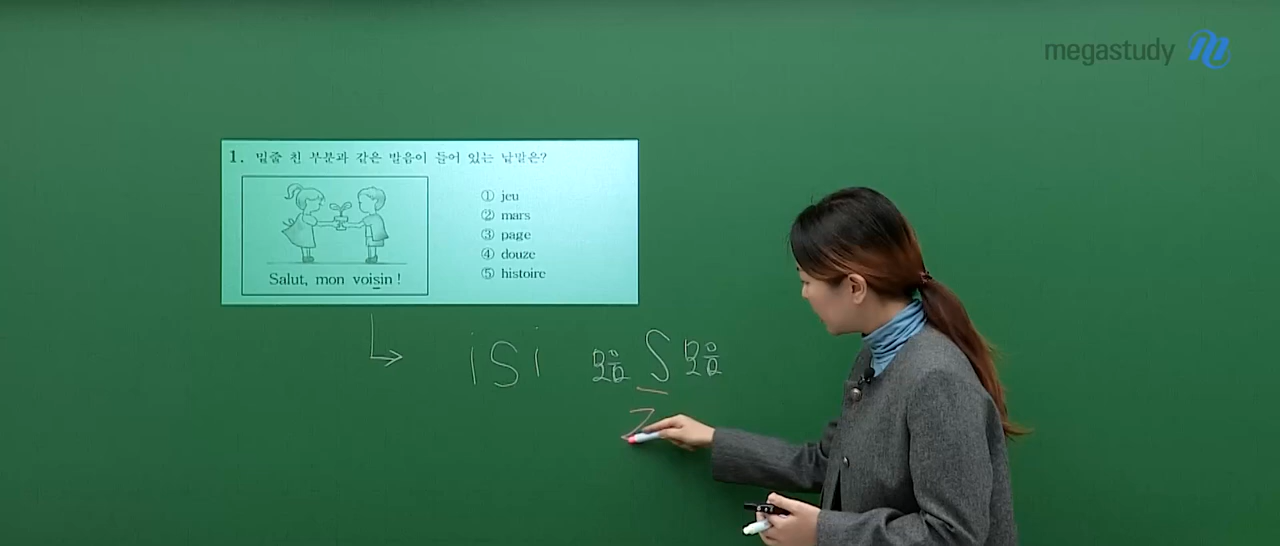 megastudy
1. 밑줄 친 부분과 같은 발음이 들어 있는 낱말은?
Salut, mon voisin !
① jeu
② mars
③ page
④ douze
⑤ histoire
i S i 모음 S 모음
z